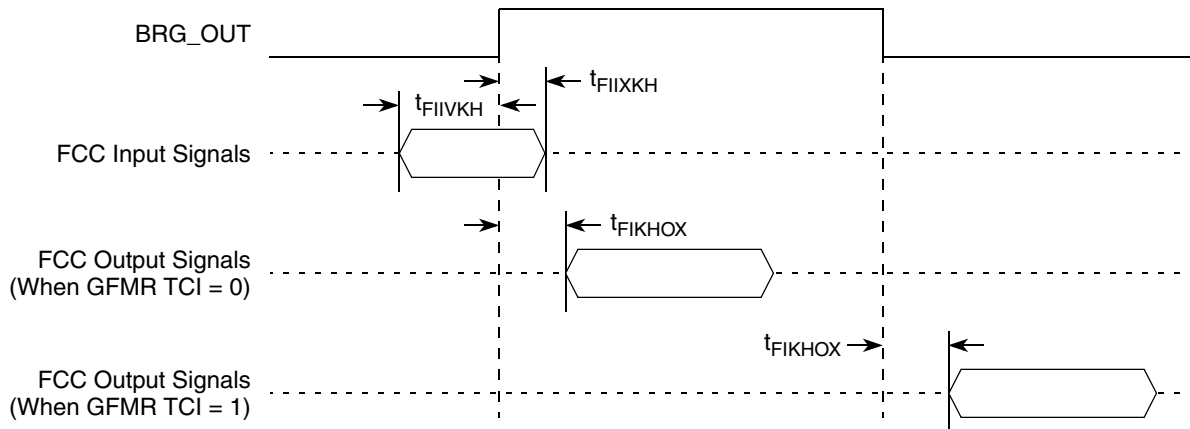 BRG_OUT
tFIIXKH
tFIIVKH
FCC Input Signals
tFIKHOX
FCC Output Signals
(When GFMR TCI = 0)
tFIKHOX
FCC Output Signals
(When GFMR TCI = 1)